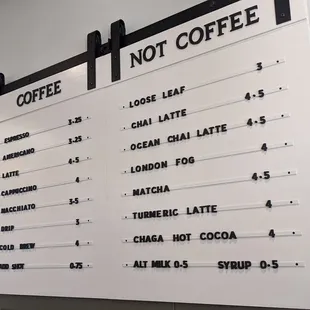 COFFEE
ESPRESSO 3·25
AMERICANO 3·25
LATTE 4·5
CAPPUCCINO 4
MACCHIATO 3·5
DRIP 3
COLD BREW 4
SHOT 0·75
NOT COFFEE
LOOSE LEAF 3
CHAI LATTE 4·5
OCEAN CHAI LATTE 4·5
LONDON FOG 4
MATCHA 4·5
TURMERIC LATTE 4
CHAGA HOT COCOA 4
ALT MILK 0·5 SYRUP 0·5